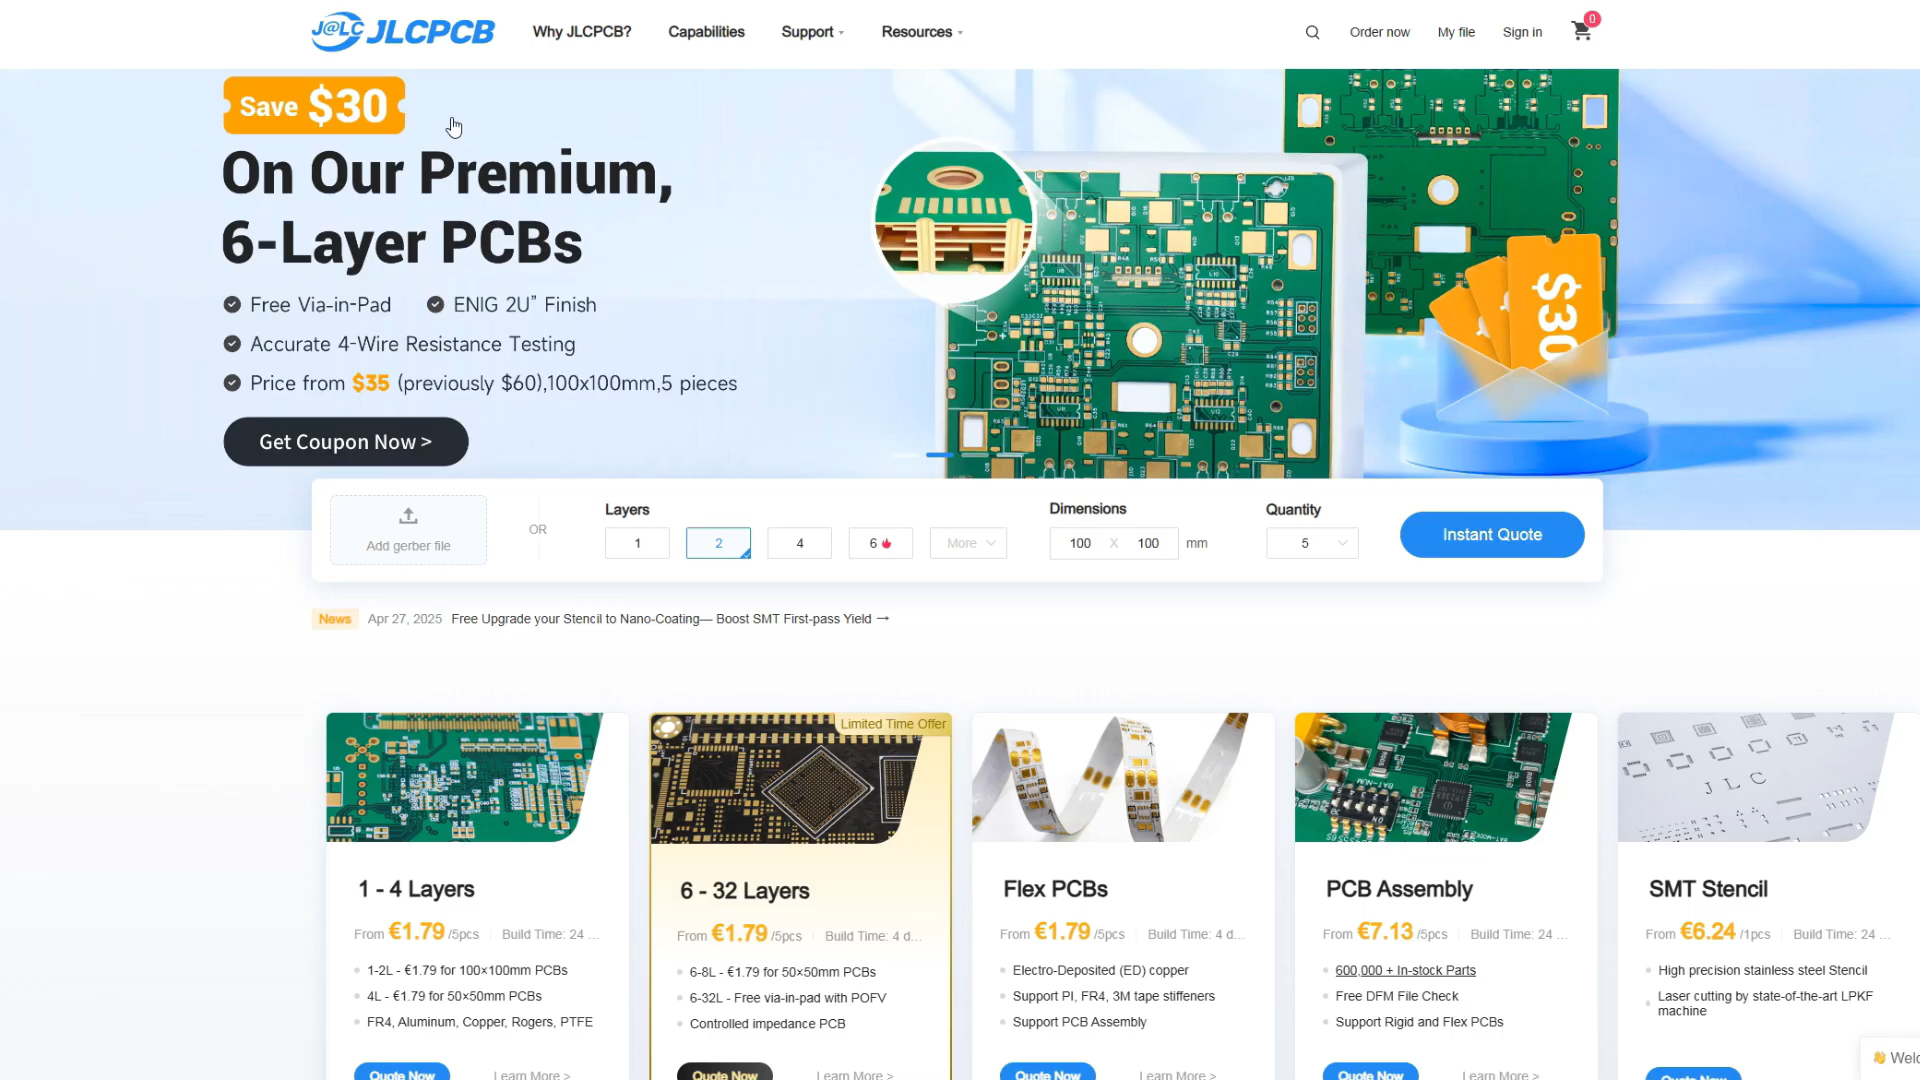 J@LC JLCPCB
Why JLCPCB?
Capabilities
Support
Resources
Order now
My file
Sign in
0
Save $30
On Our Premium,
6-Layer PCBs
Free Via-in-Pad
ENIG 2U” Finish
Accurate 4-Wire Resistance Testing
Price from $35 (previously $60),100x100mm,5 pieces
Get Coupon Now >
$30
Add gerber file
OR
Layers
1
2
4
6
More
Dimensions
100 X 100 mm
Quantity
5
Instant Quote
News Apr 27, 2025 Free Upgrade your Stencil to Nano-Coating— Boost SMT First-pass Yield →
1 - 4 Layers
From €1.79 /5pcs
Build Time: 24 ...
1-2L - €1.79 for 100×100mm PCBs
4L - €1.79 for 50×50mm PCBs
FR4, Aluminum, Copper, Rogers, PTFE
Quote Now
Learn More >
Limited Time Offer
6 - 32 Layers
From €1.79 /5pcs
Build Time: 4 d...
6-8L - €1.79 for 50×50mm PCBs
6-32L - Free via-in-pad with POFV
Controlled impedance PCB
Quote Now
Learn More >
Flex PCBs
From €1.79 /5pcs
Build Time: 4 d...
Electro-Deposited (ED) copper
Support PI, FR4, 3M tape stiffeners
Support PCB Assembly
Quote Now
Learn More >
PCB Assembly
From €7.13 /5pcs
Build Time: 24 ...
600,000 + In-stock Parts
Free DFM File Check
Support Rigid and Flex PCBs
Quote Now
Learn More >
JLC
SMT Stencil
From €6.24 /1pcs
Build Time: 24 ...
High precision stainless steel Stencil
Laser cutting by state-of-the-art LPKF
machine
Quote Now
Welc